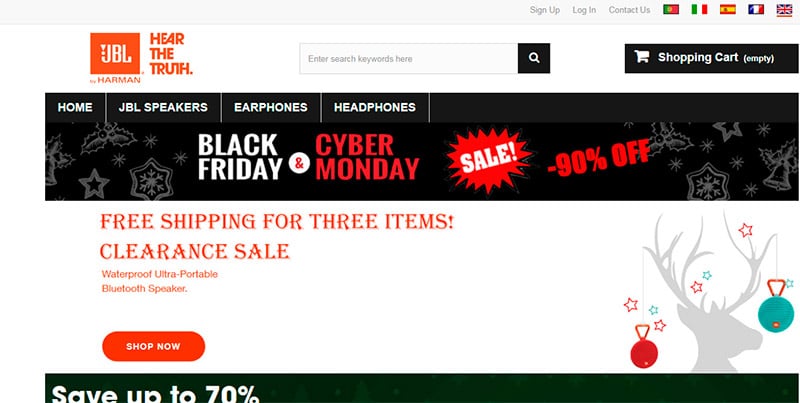 Sign Up Log In Contact Us
JBL
by HARMAN
HEAR
THE
TRUTH.
Enter search keywords here
Shopping Cart (empty)
HOME JBL SPEAKERS EARPHONES HEADPHONES
BLACK
FRIDAY
&
CYBER
MONDAY
SALE!
-90% OFF
FREE SHIPPING FOR THREE ITEMS!
CLEARANCE SALE
Waterproof Ultra-Portable
Bluetooth Speaker.
SHOP NOW
Save up to 70%